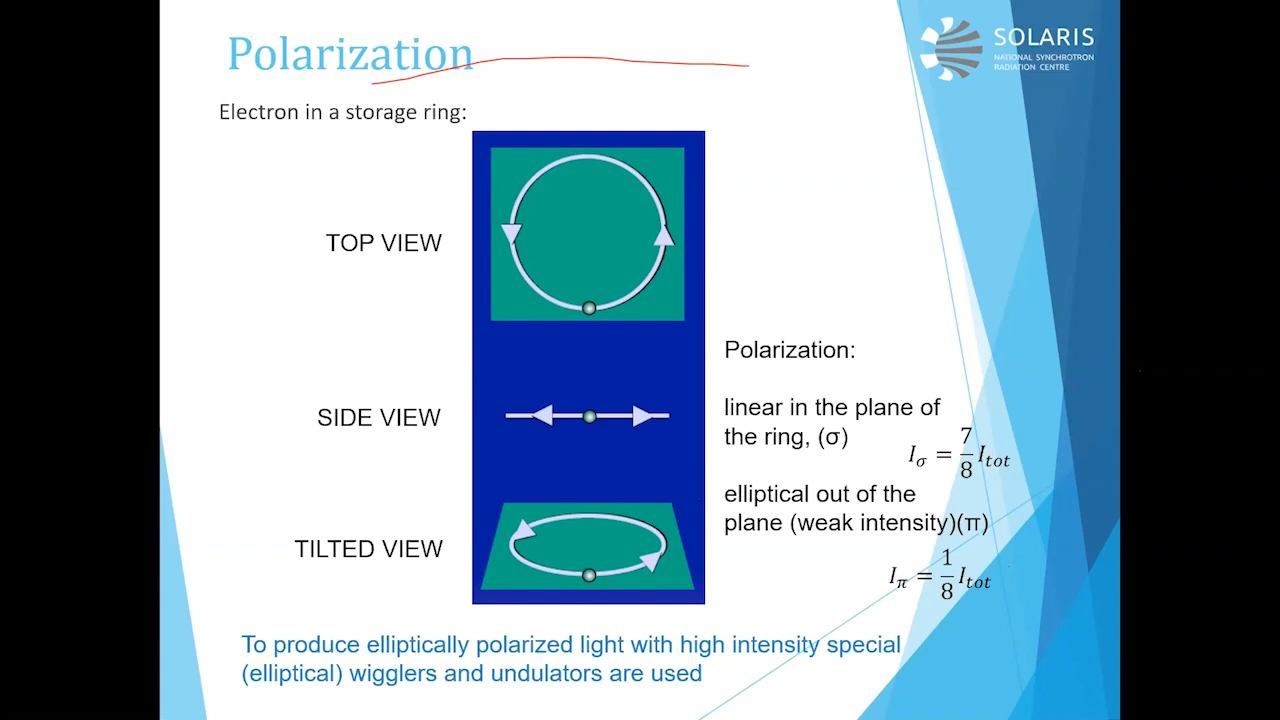 Polarization
SOLARIS
NATIONAL SYNCHROTRON
RADIATION CENTRE
Electron in a storage ring:
TOP VIEW
SIDE VIEW
TILTED VIEW
Polarization:
linear in the plane of
the ring, (σ)
I_σ = 7/8 I_tot
elliptical out of the
plane (weak intensity)(π)
I_π = 1/8 I_tot
To produce elliptically polarized light with high intensity special
(elliptical) wigglers and undulators are used